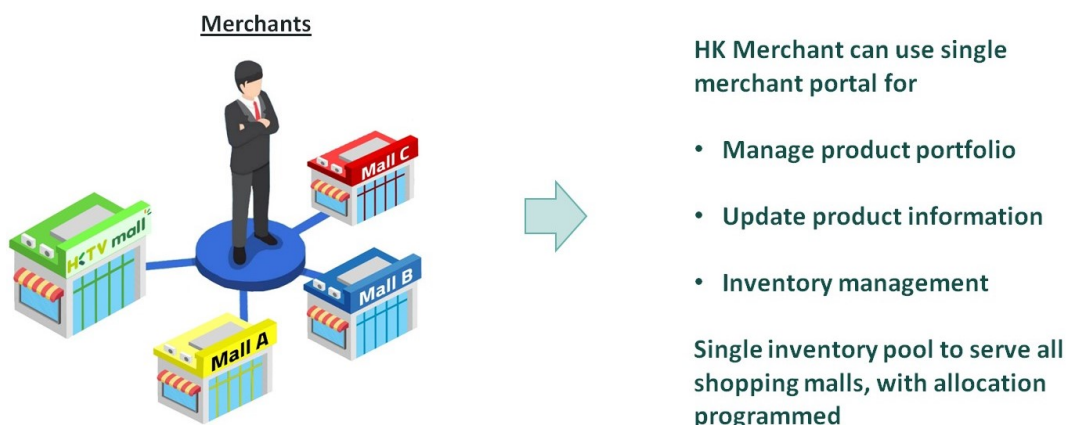 Merchants
Mall C
HKTV mall
Mall B
Mall A
HK Merchant can use single
merchant portal for
• Manage product portfolio
• Update product information
• Inventory management
Single inventory pool to serve all
shopping malls, with allocation
programmed